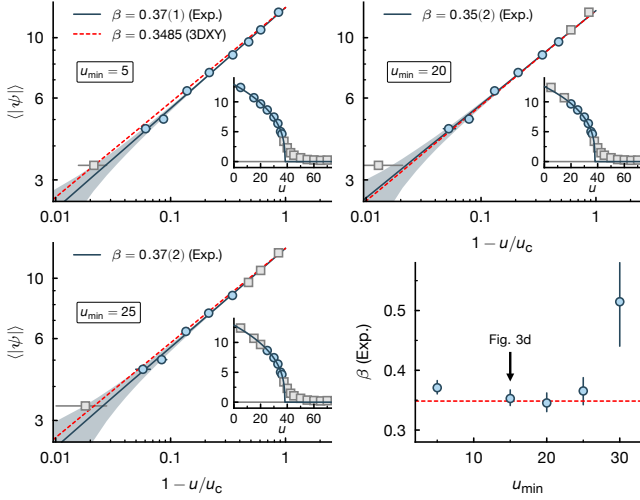 β = 0.37(1) (Exp.)
β = 0.3485 (3DXY)
u_min = 5
⟨|ψ|⟩
10
6
3
0.01
0.1
1
10
5
0
0
20
40
60
u
β = 0.35(2) (Exp.)
u_min = 20
10
6
3
0.01
0.1
1
1 − u/u_c
10
5
0
0
20
40
60
u
β = 0.37(2) (Exp.)
u_min = 25
⟨|ψ|⟩
10
6
3
0.01
0.1
1
1 − u/u_c
10
5
0
0
20
40
60
u
β (Exp.)
0.5
0.4
0.3
Fig. 3d
10
20
30
u_min